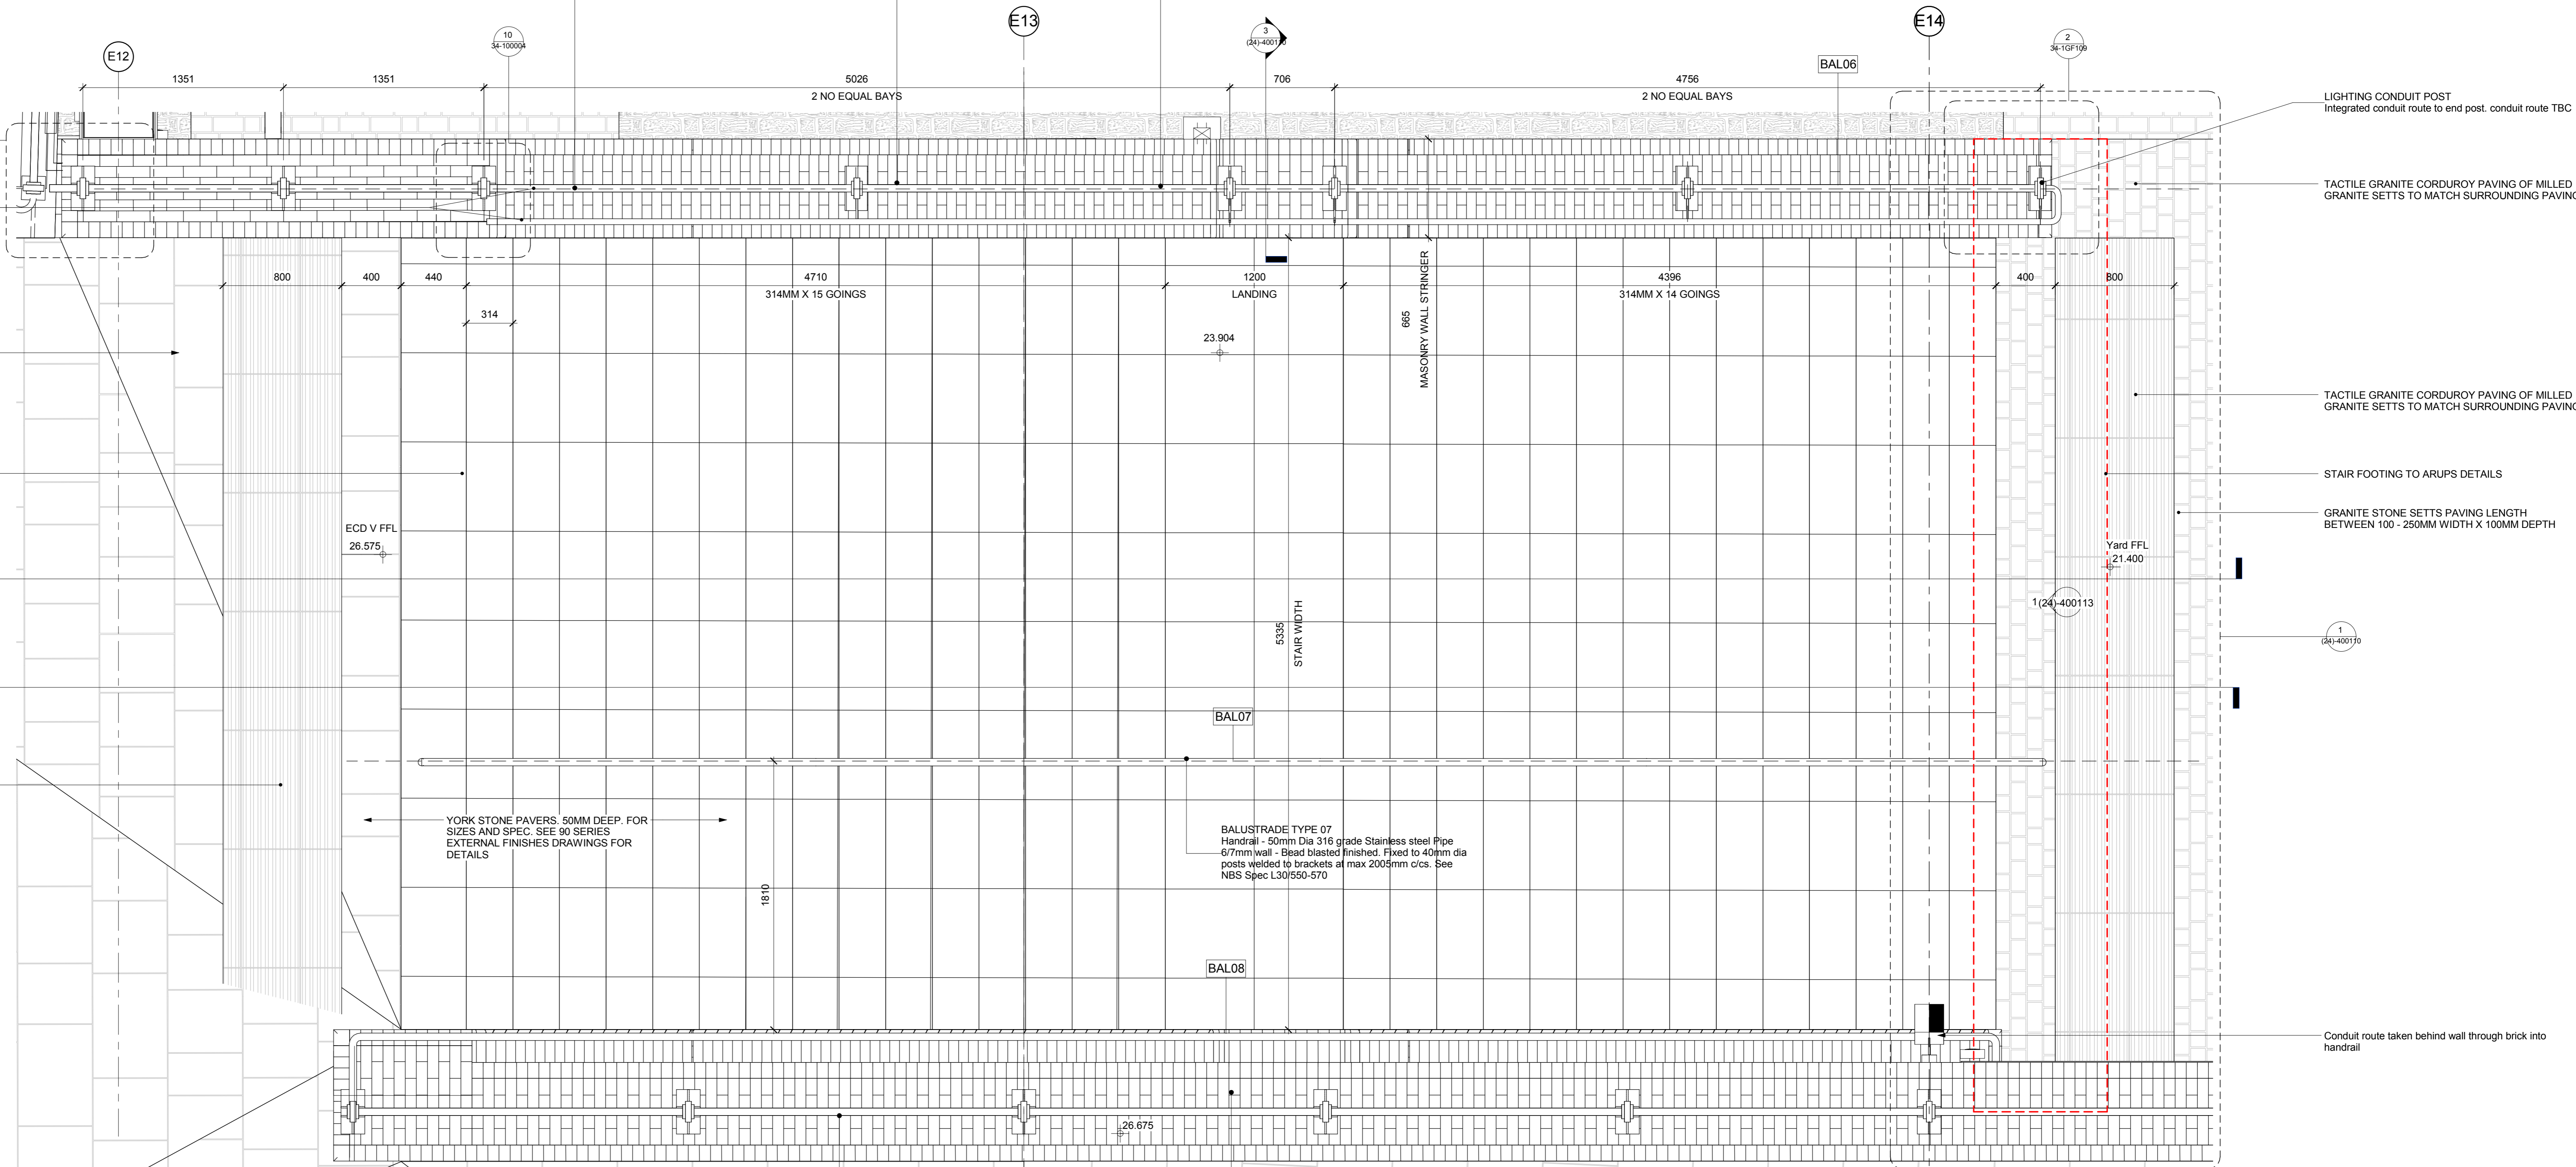 E12
10
34-100004
E13
3
E14
2
34-1GF109
BAL06
1351
1351
5026
2 NO EQUAL BAYS
706
4756
2 NO EQUAL BAYS
LIGHTING CONDUIT POST
Integrated conduit route to end post. conduit route TBC
TACTILE GRANITE CORDUROY PAVING OF MILLED
GRANITE SETTS TO MATCH SURROUNDING PAVING
800
400
440
4710
314MM X 15 GOINGS
1200
LANDING
4396
314MM X 14 GOINGS
400
800
314
665
MASONRY WALL STRINGER
23.904
TACTILE GRANITE CORDUROY PAVING OF MILLED
GRANITE SETTS TO MATCH SURROUNDING PAVING
STAIR FOOTING TO ARUPS DETAILS
GRANITE STONE SETTS PAVING LENGTH
BETWEEN 100 - 250MM WIDTH X 100MM DEPTH
ECD V FFL
26.575
Yard FFL
21.400
1
(24)-400113
5335
STAIR WIDTH
1
(24)-400110
BAL07
YORK STONE PAVERS. 50MM DEEP. FOR
SIZES AND SPEC. SEE 90 SERIES
EXTERNAL FINISHES DRAWINGS FOR
DETAILS
1810
BALUSTRADE TYPE 07
Handrail - 50mm Dia 316 grade Stainless steel Pipe
6/7mm wall - Bead blasted finished. Fixed to 40mm dia
posts welded to brackets at max 2005mm c/cs. See
NBS Spec L30/550-570
BAL08
Conduit route taken behind wall through brick into
handrail
26.675